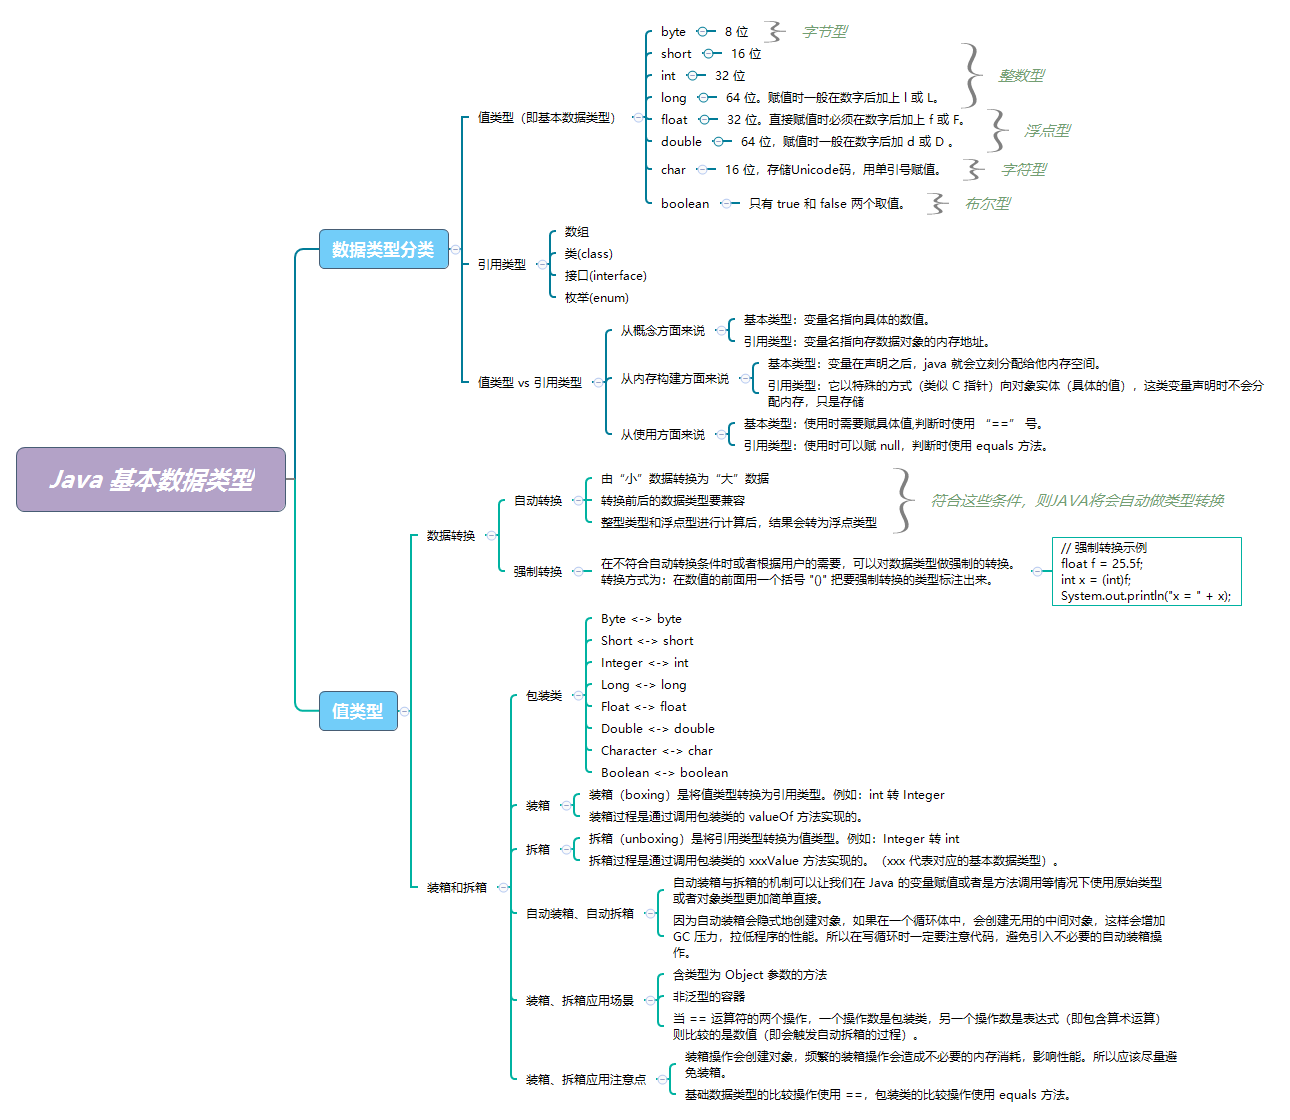 Java 基本数据类型
数据类型分类
值类型（即基本数据类型）
byte
8 位
字节型
short
16 位
int
32 位
long
64 位。赋值时一般在数字后加上 l 或 L。
整数型
float
32 位。直接赋值时必须在数字后加上 f 或 F。
double
64 位，赋值时一般在数字后加 d 或 D 。
浮点型
char
16 位，存储Unicode码，用单引号赋值。
字符型
boolean
只有 true 和 false 两个取值。
布尔型
引用类型
数组
类(class)
接口(interface)
枚举(enum)
值类型 vs 引用类型
从概念方面来说
基本类型：变量名指向具体的数值。
引用类型：变量名指向存数据对象的内存地址。
从内存构建方面来说
基本类型：变量在声明之后，java 就会立刻分配给他内存空间。
引用类型：它以特殊的方式（类似 C 指针）向对象实体（具体的值），这类变量声明时不会分
配内存，只是存储
从使用方面来说
基本类型：使用时需要赋具体值,判断时使用 “==” 号。
引用类型：使用时可以赋 null，判断时使用 equals 方法。
值类型
数据转换
自动转换
由“小”数据转换为“大”数据
转换前后的数据类型要兼容
整型类型和浮点型进行计算后，结果会转为浮点类型
符合这些条件，则JAVA将会自动做类型转换
强制转换
在不符合自动转换条件时或者根据用户的需要，可以对数据类型做强制的转换。
转换方式为：在数值的前面用一个括号 "()" 把要强制转换的类型标注出来。
// 强制转换示例
float f = 25.5f;
int x = (int)f;
System.out.println("x = " + x);
装箱和拆箱
包装类
Byte <-> byte
Short <-> short
Integer <-> int
Long <-> long
Float <-> float
Double <-> double
Character <-> char
Boolean <-> boolean
装箱
装箱（boxing）是将值类型转换为引用类型。例如：int 转 Integer
装箱过程是通过调用包装类的 valueOf 方法实现的。
拆箱
拆箱（unboxing）是将引用类型转换为值类型。例如：Integer 转 int
拆箱过程是通过调用包装类的 xxxValue 方法实现的。（xxx 代表对应的基本数据类型）。
自动装箱、自动拆箱
自动装箱与拆箱的机制可以让我们在 Java 的变量赋值或者是方法调用等情况下使用原始类型
或者对象类型更加简单直接。
因为自动装箱会隐式地创建对象，如果在一个循环体中，会创建无用的中间对象，这样会增加
GC 压力，拉低程序的性能。所以在写循环时一定要注意代码，避免引入不必要的自动装箱操
作。
装箱、拆箱应用场景
含类型为 Object 参数的方法
非泛型的容器
当 == 运算符的两个操作，一个操作数是包装类，另一个操作数是表达式（即包含算术运算）
则比较的是数值（即会触发自动拆箱的过程）。
装箱、拆箱应用注意点
装箱操作会创建对象，频繁的装箱操作会造成不必要的内存消耗，影响性能。所以应该尽量避
免装箱。
基础数据类型的比较操作使用 ==，包装类的比较操作使用 equals 方法。